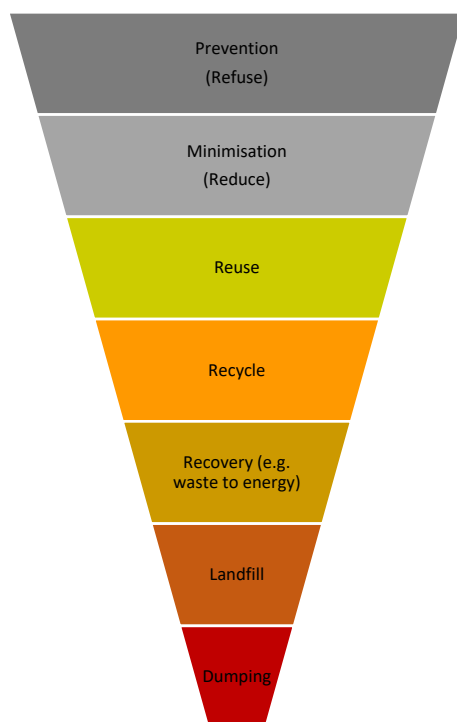 Prevention
(Refuse)
Minimisation
(Reduce)
Reuse
Recycle
Recovery (e.g.
waste to energy)
Landfill
Dumping